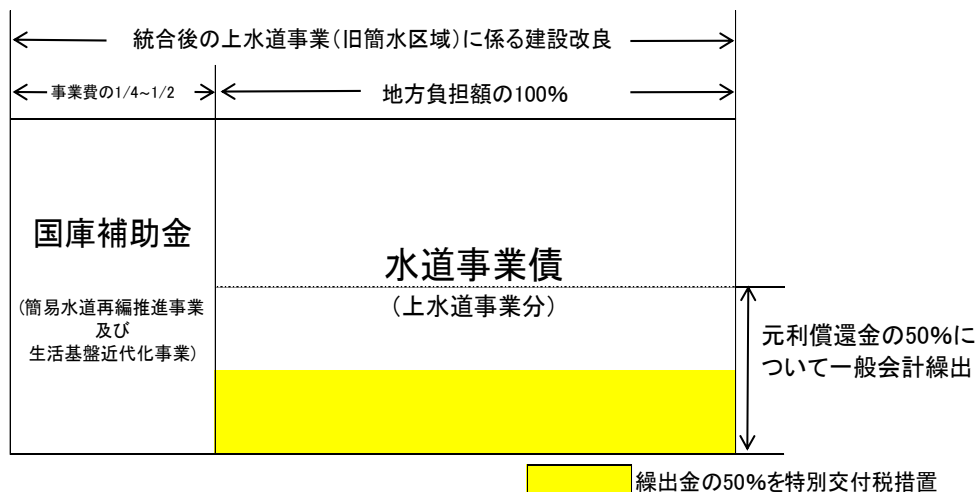 統合後の上水道事業(旧簡水区域)に係る建設改良
事業費の1/4~1/2
地方負担額の100%
国庫補助金
(簡易水道再編推進事業
及び
生活基盤近代化事業)
水道事業債
(上水道事業分)
元利償還金の50%に
ついて一般会計繰出
繰出金の50%を特別交付税措置